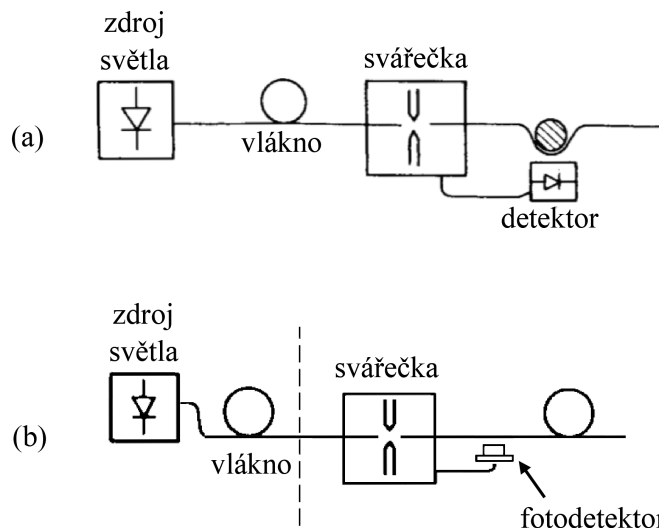 zdroj
světla
svářečka
(a)
vlákno
detektor
zdroj
světla
svářečka
(b)
vlákno
fotodetektor